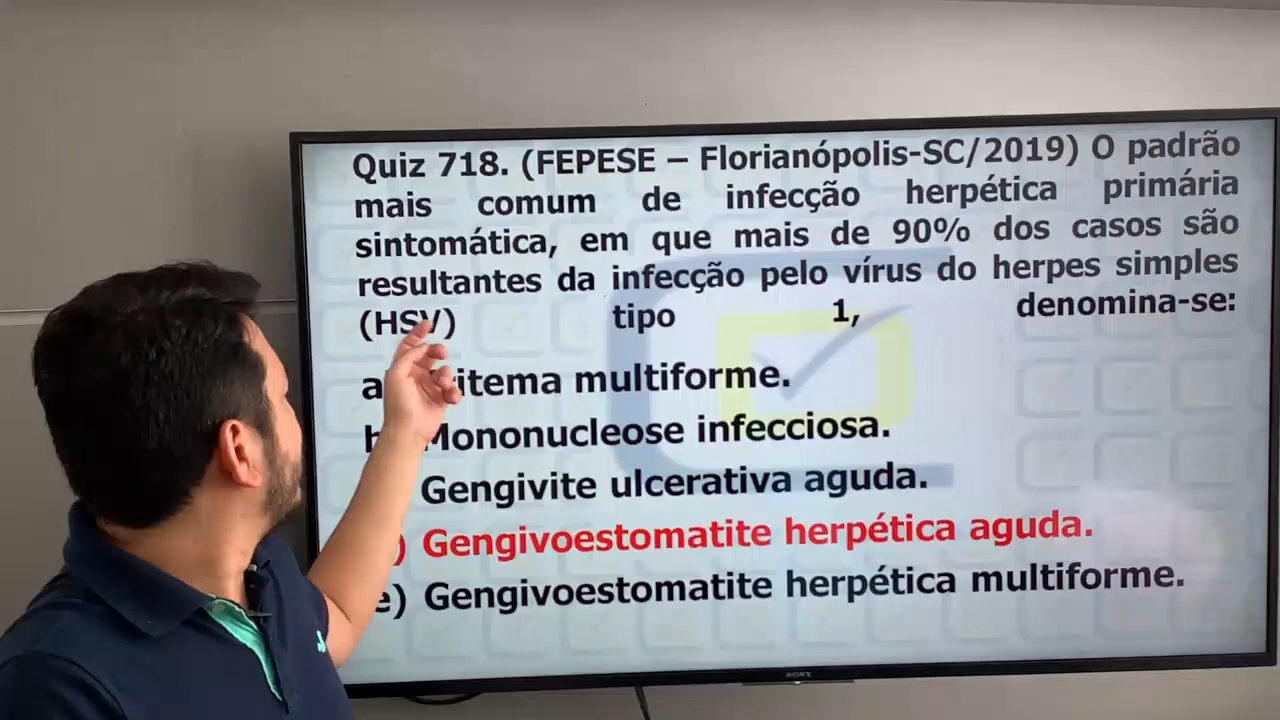 Quiz 718. (FEPESE – Florianópolis-SC/2019) O padrão
mais comum de infecção herpética primária
sintomática, em que mais de 90% dos casos são
resultantes da infecção pelo vírus do herpes simples
(HSV) tipo 1, denomina-se:
a itema multiforme.
Mononucleose infecciosa.
Gengivite ulcerativa aguda.
) Gengivoestomatite herpética aguda.
e) Gengivoestomatite herpética multiforme.
SONY